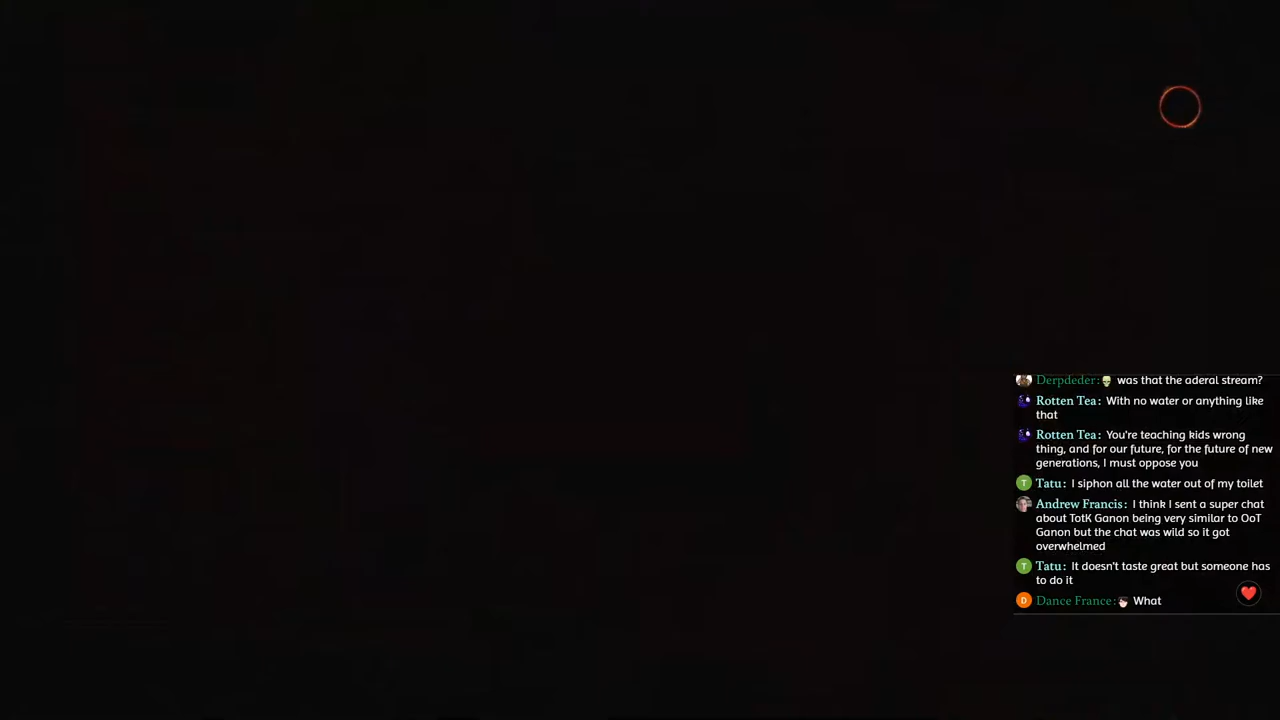 Derpdeder: was that the aderal stream?
Rotten Tea: With no water or anything like
that
Rotten Tea: You're teaching kids wrong
thing, and for our future, for the future of new
generations, I must oppose you
T Tatu: I siphon all the water out of my toilet
Andrew Francis: I think I sent a super chat
about TotK Ganon being very similar to OoT
Ganon but the chat was wild so it got
overwhelmed
T Tatu: It doesn't taste great but someone has
to do it
D Dance France: What